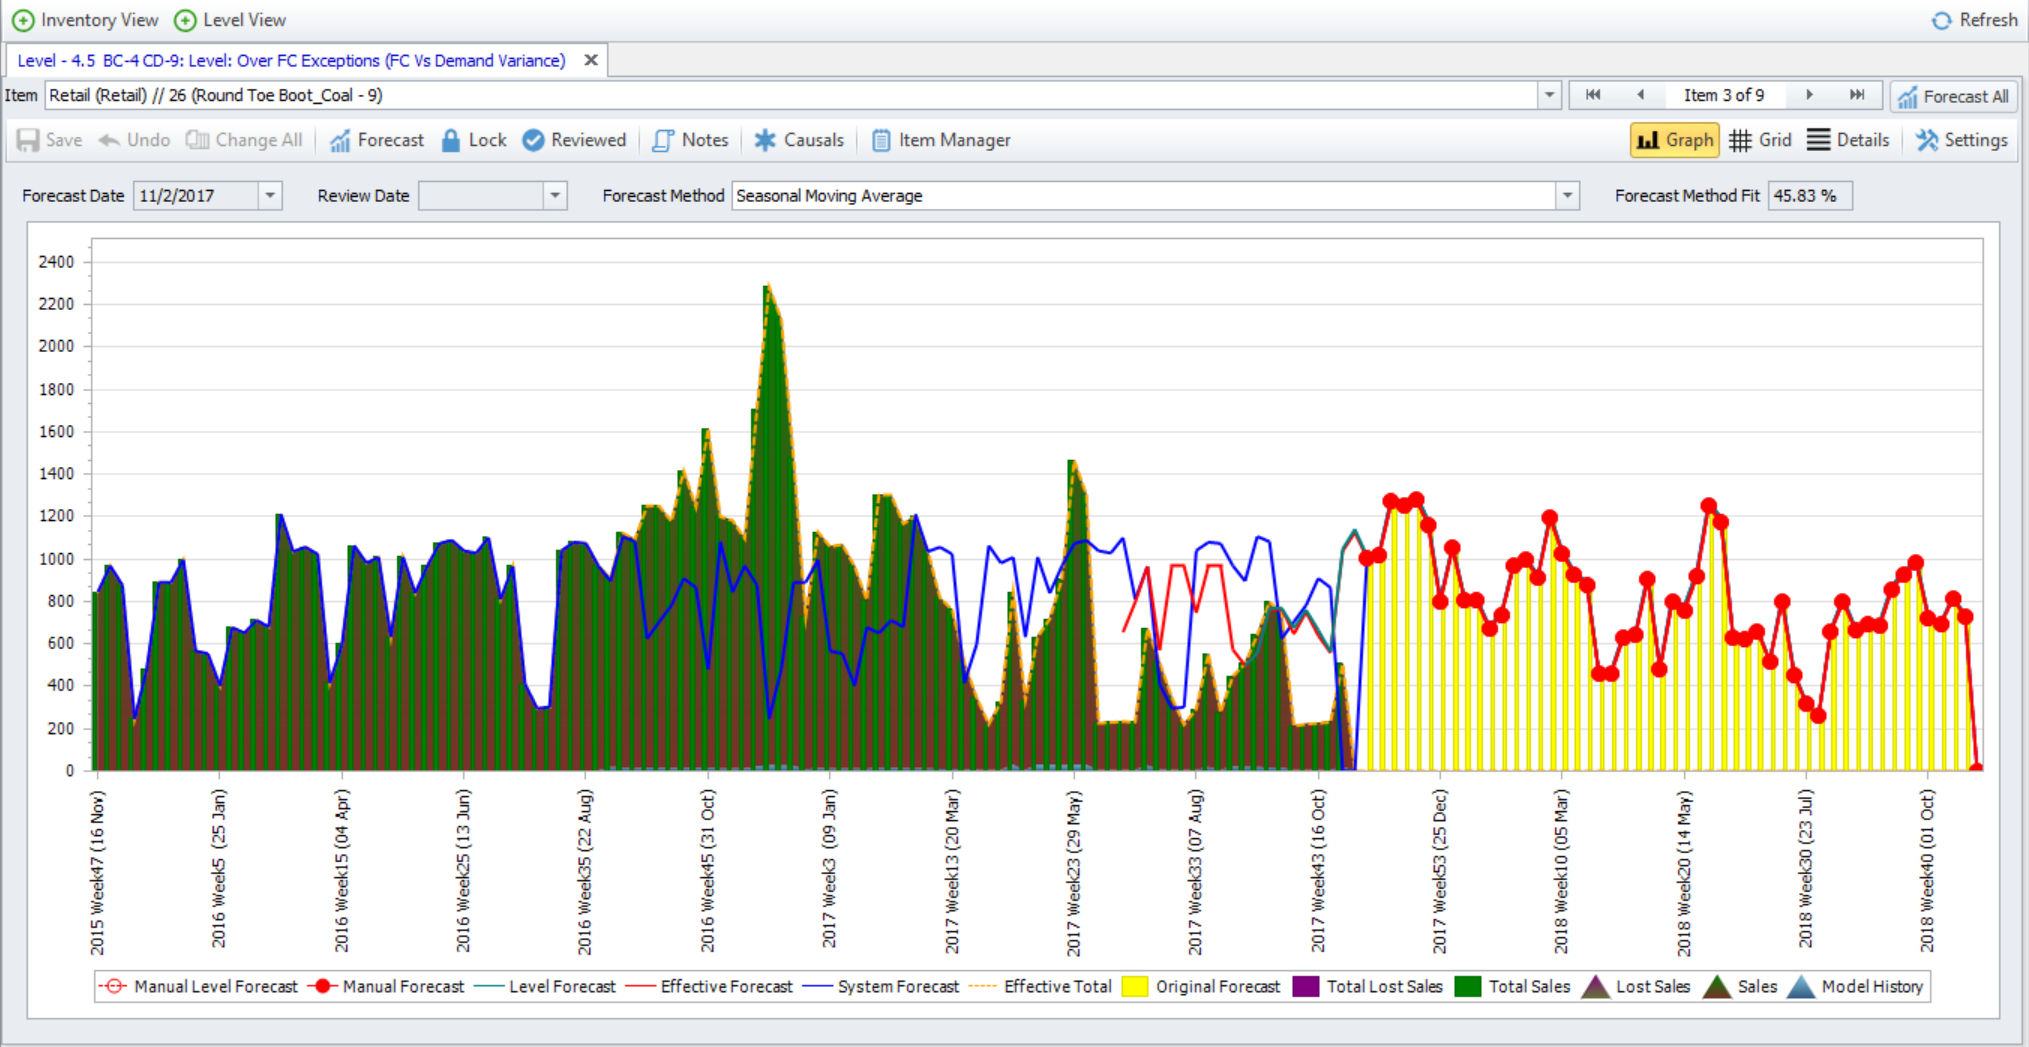 Inventory View Level View Refresh
Level - 4.5 BC-4 CD-9: Level: Over FC Exceptions (FC Vs Demand Variance)
Item Retail (Retail) // 26 (Round Toe Boot_Coal - 9) Item 3 of 9 Forecast All
Save Undo Change All Forecast Lock Reviewed Notes Causals Item Manager Graph Grid Details Settings
Forecast Date 11/2/2017 Review Date Forecast Method Seasonal Moving Average Forecast Method Fit 45.83 %
2400
2200
2000
1800
1600
1400
1200
1000
800
600
400
200
0
2015 Week47 (16 Nov)
2016 Week5 (25 Jan)
2016 Week15 (04 Apr)
2016 Week25 (13 Jun)
2016 Week35 (22 Aug)
2016 Week45 (31 Oct)
2017 Week3 (09 Jan)
2017 Week13 (20 Mar)
2017 Week23 (29 May)
2017 Week33 (07 Aug)
2017 Week43 (16 Oct)
2017 Week53 (25 Dec)
2018 Week10 (05 Mar)
2018 Week20 (14 May)
2018 Week30 (23 Jul)
2018 Week40 (01 Oct)
Manual Level Forecast Manual Forecast Level Forecast Effective Forecast System Forecast Effective Total Original Forecast Total Lost Sales Total Sales Lost Sales Sales Model History